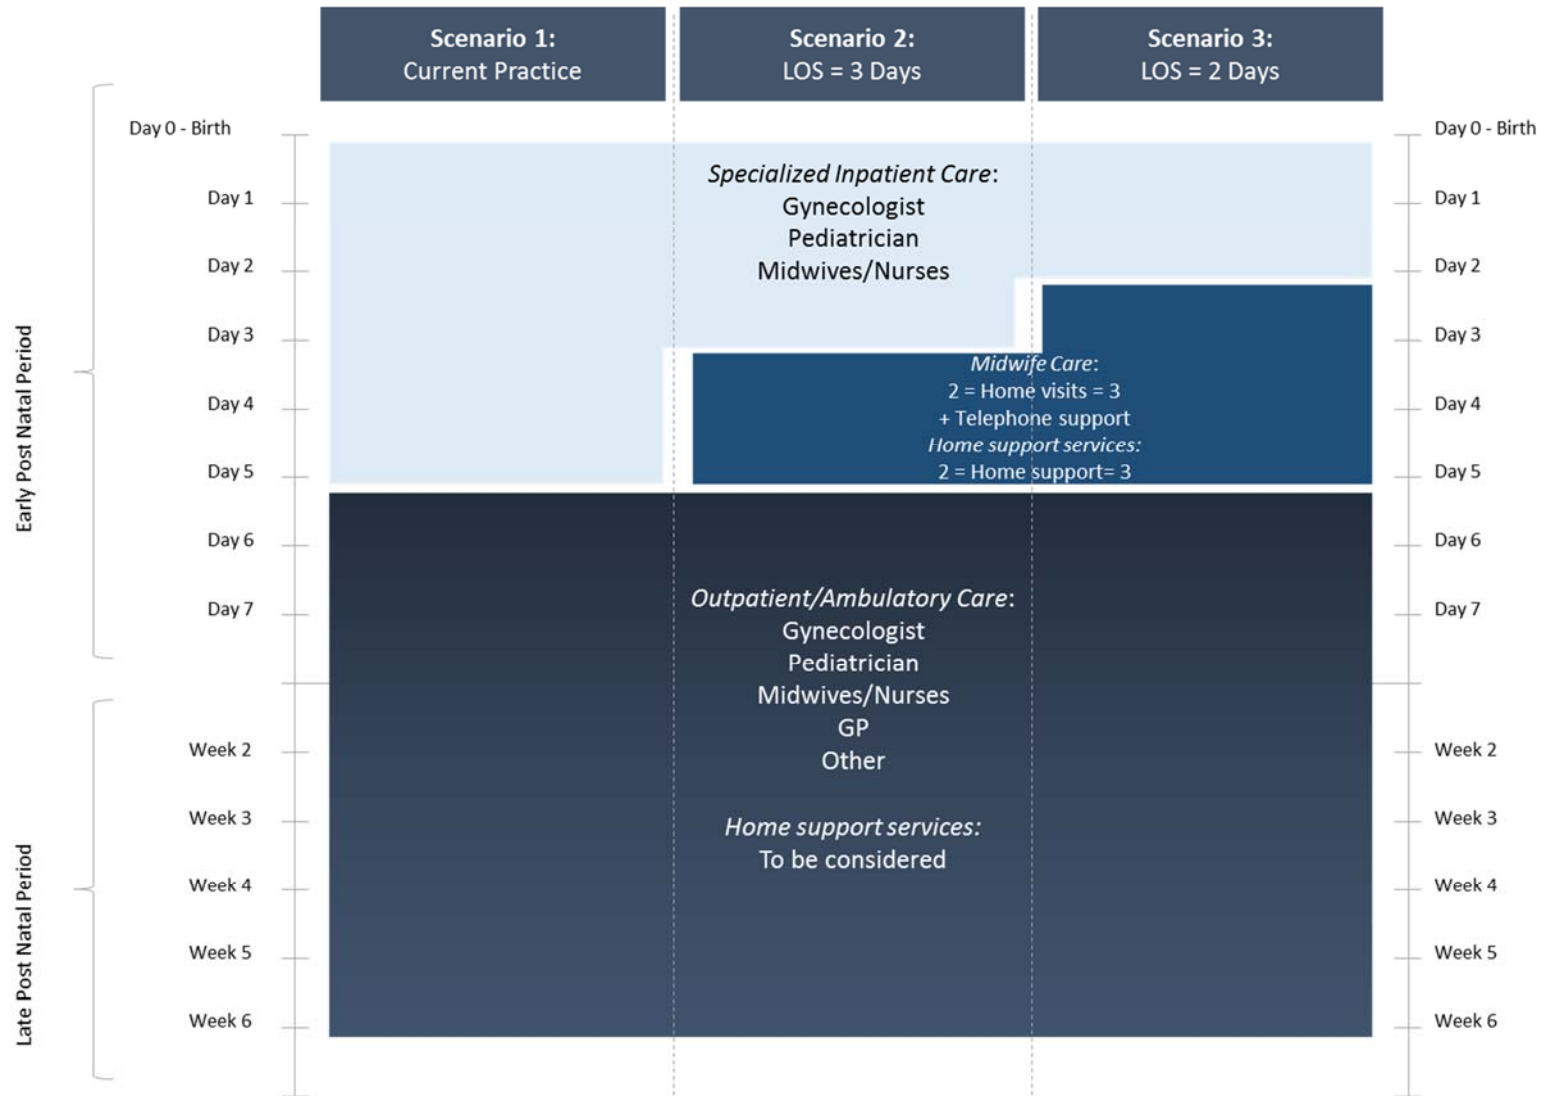 Scenario 1:
Current Practice
Scenario 2:
LOS = 3 Days
Scenario 3:
LOS = 2 Days
Early Post Natal Period
Late Post Natal Period
Day 0 - Birth
Day 1
Day 2
Day 3
Day 4
Day 5
Day 6
Day 7
Week 2
Week 3
Week 4
Week 5
Week 6
Specialized Inpatient Care:
Gynecologist
Pediatrician
Midwives/Nurses
Midwife Care:
2 = Home visits = 3
+ Telephone support
Home support services:
2 = Home support= 3
Outpatient/Ambulatory Care:
Gynecologist
Pediatrician
Midwives/Nurses
GP
Other
Home support services:
To be considered
Day 0 - Birth
Day 1
Day 2
Day 3
Day 4
Day 5
Day 6
Day 7
Week 2
Week 3
Week 4
Week 5
Week 6